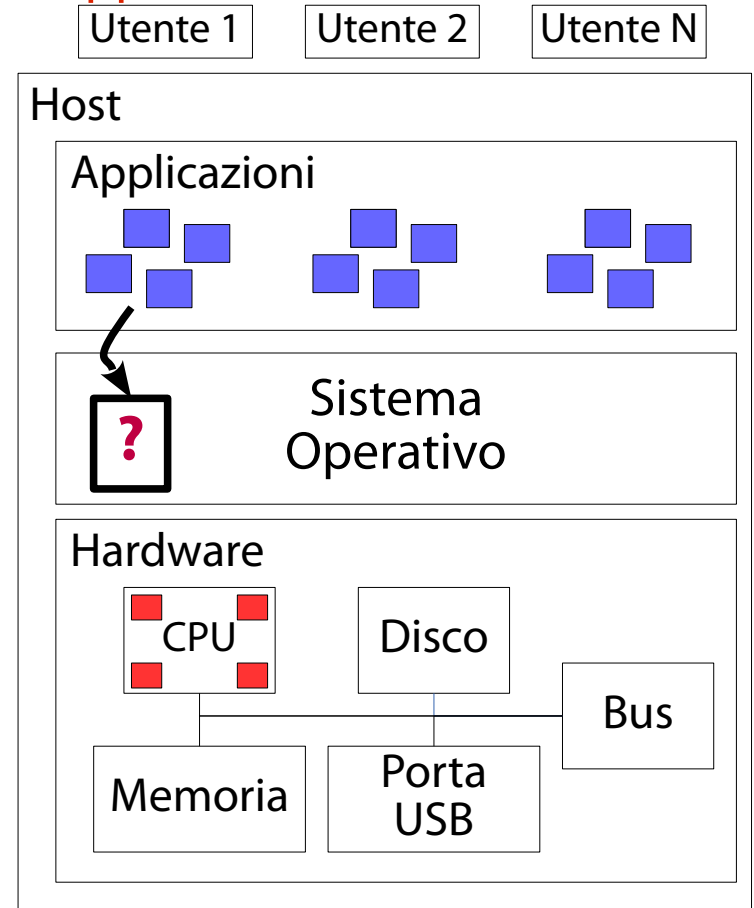 Utente 1
Utente 2
Utente N
Host
Applicazioni
?
Sistema
Operativo
Hardware
CPU
Disco
Bus
Memoria
Porta
USB